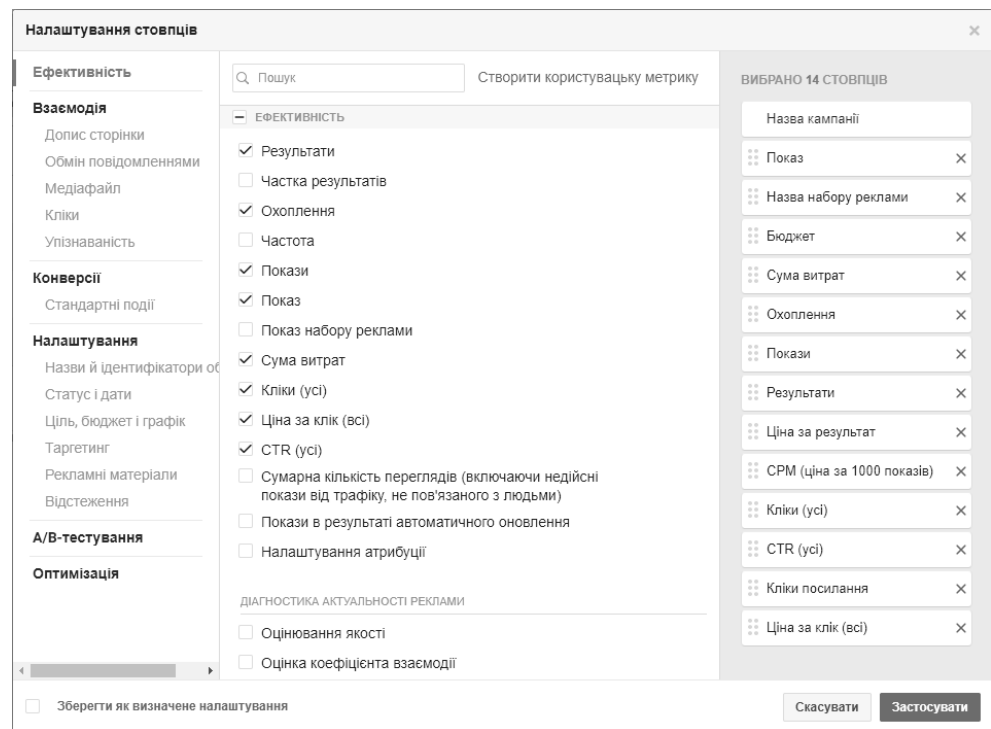 Налаштування стовпців
Ефективність
Взаємодія
Допис сторінки
Обмін повідомленнями
Медіафайл
Кліки
Упізнаваність
Конверсії
Стандартні події
Налаштування
Назви й ідентифікатори об
Статус і дати
Ціль, бюджет і графік
Таргетинг
Рекламні матеріали
Відстеження
А/В-тестування
Оптимізація
Пошук
Створити користувацьку метрику
ЕФЕКТИВНІСТЬ
Результати
Частка результатів
Охоплення
Частота
Покази
Показ
Показ набору реклами
Сума витрат
Кліки (усі)
Ціна за клік (всі)
CTR (усі)
Сумарна кількість переглядів (включаючи недійсні
покази від трафіку, не пов'язаного з людьми)
Покази в результаті автоматичного оновлення
Налаштування атрибуції
ДІАГНОСТИКА АКТУАЛЬНОСТІ РЕКЛАМИ
Оцінювання якості
Оцінка коефіцієнта взаємодії
ВИБРАНО 14 СТОВПЦІВ
Назва кампанії
Показ
Назва набору реклами
Бюджет
Сума витрат
Охоплення
Покази
Результати
Ціна за результат
CPM (ціна за 1000 показів)
Кліки (усі)
CTR (усі)
Кліки посилання
Ціна за клік (всі)
Зберегти як визначене налаштування
Скасувати
Застосувати